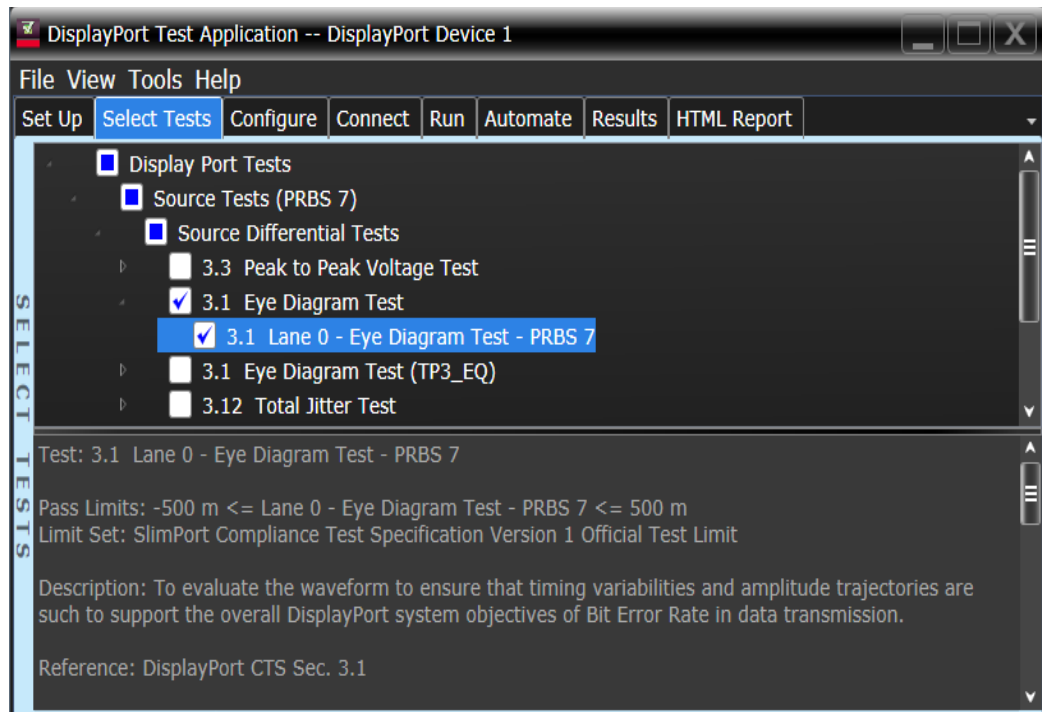 DisplayPort Test Application -- DisplayPort Device 1
File View Tools Help
Set Up Select Tests Configure Connect Run Automate Results HTML Report
Display Port Tests
Source Tests (PRBS 7)
Source Differential Tests
3.3 Peak to Peak Voltage Test
3.1 Eye Diagram Test
3.1 Lane 0 - Eye Diagram Test - PRBS 7
3.1 Eye Diagram Test (TP3_EQ)
3.12 Total Jitter Test
SELECT TESTS
Test: 3.1 Lane 0 - Eye Diagram Test - PRBS 7
Pass Limits: -500 m <= Lane 0 - Eye Diagram Test - PRBS 7 <= 500 m
Limit Set: SlimPort Compliance Test Specification Version 1 Official Test Limit
Description: To evaluate the waveform to ensure that timing variabilities and amplitude trajectories are
such to support the overall DisplayPort system objectives of Bit Error Rate in data transmission.
Reference: DisplayPort CTS Sec. 3.1